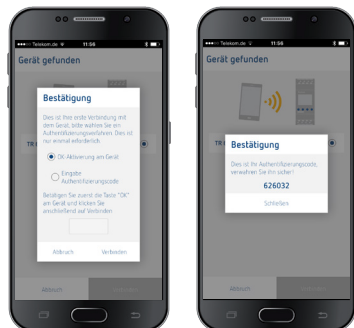 Telekom.de 11:56
Gerät gefunden
Bestätigung
Dies ist Ihre erste Verbindung mit
dem Gerät, bitte wählen Sie ein
Authentifizierungsverfahren. Dies ist
nur einmal erforderlich.
TR
OK-Aktivierung am Gerät
Eingabe
Authentifizierungscode
Bestätigen Sie zuerst die Taste "OK"
am Gerät und klicken Sie
anschließend auf Verbinden.
Abbruch Verbinden
Abbruch
Telekom.de 11:56
Gerät gefunden
TR
Bestätigung
Dies ist Ihr Authentifizierungscode,
verwahren Sie ihn sicher!
626032
Schließen
Abbruch